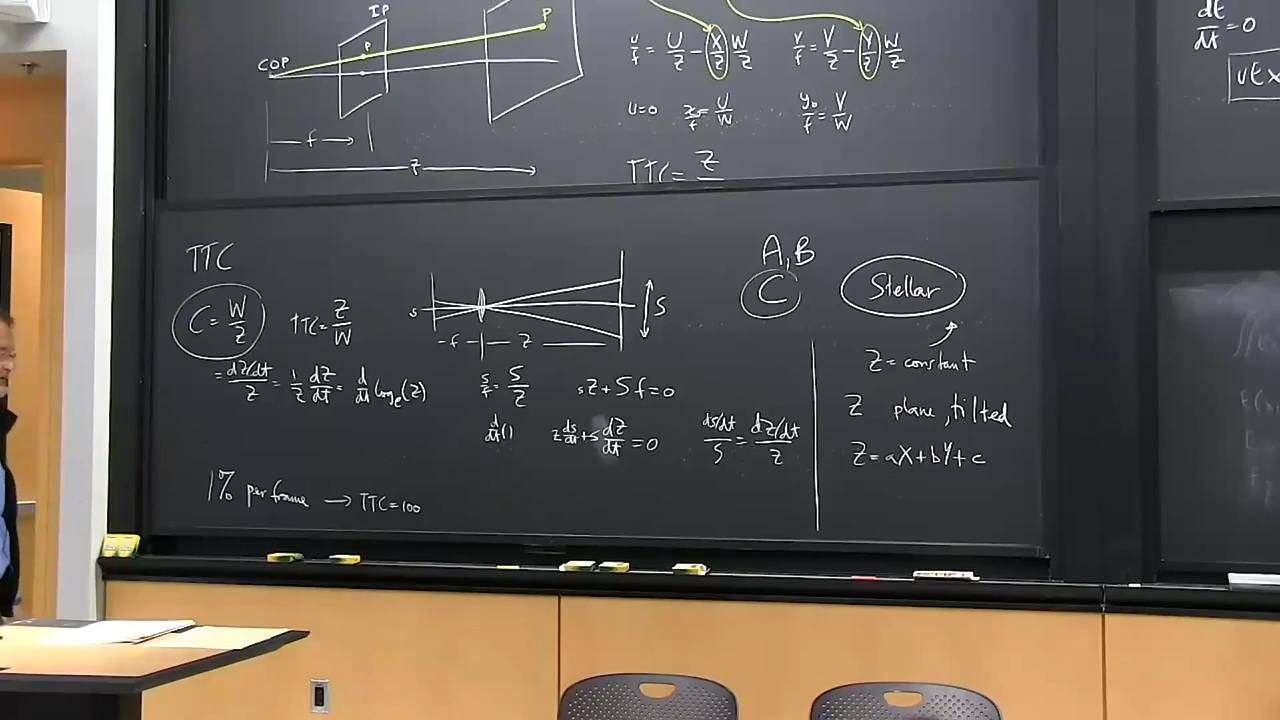 IP
P
P
COP
f
Z
u/f = U/Z - (X/Z) W/Z
v/f = V/Z - (Y/Z) W/Z
U=0
x₀/f = U/W
y₀/f = V/W
TTC = Z
dE/dt = 0
TTC
C = W/Z
TTC = Z/W
= (dZ/dt)/Z = 1/Z dZ/dt = d/dt logₑ(Z)
s
f
Z
S
s/f = S/Z
sZ + Sf = 0
d/dt()
Z ds/dt + s dZ/dt = 0
(ds/dt)/s = (dZ/dt)/Z
1% per frame → TTC = 100
A, B
C
Stellar
Z = constant
Z plane, tilted
Z = aX + bY + c